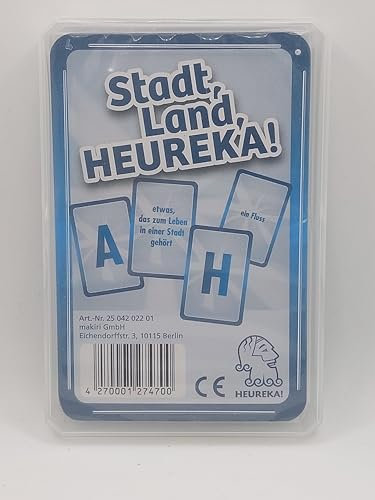 Stadt,
Land,
HEUREKA!
A
etwas,
das zum Leben
in einer Stadt
gehört
H
ein Fluss
Art.-Nr. 25 042 022 01
makiri GmbH
Eichendorffstr. 3, 10115 Berlin
4 270001 274700
CE
HEUREKA!